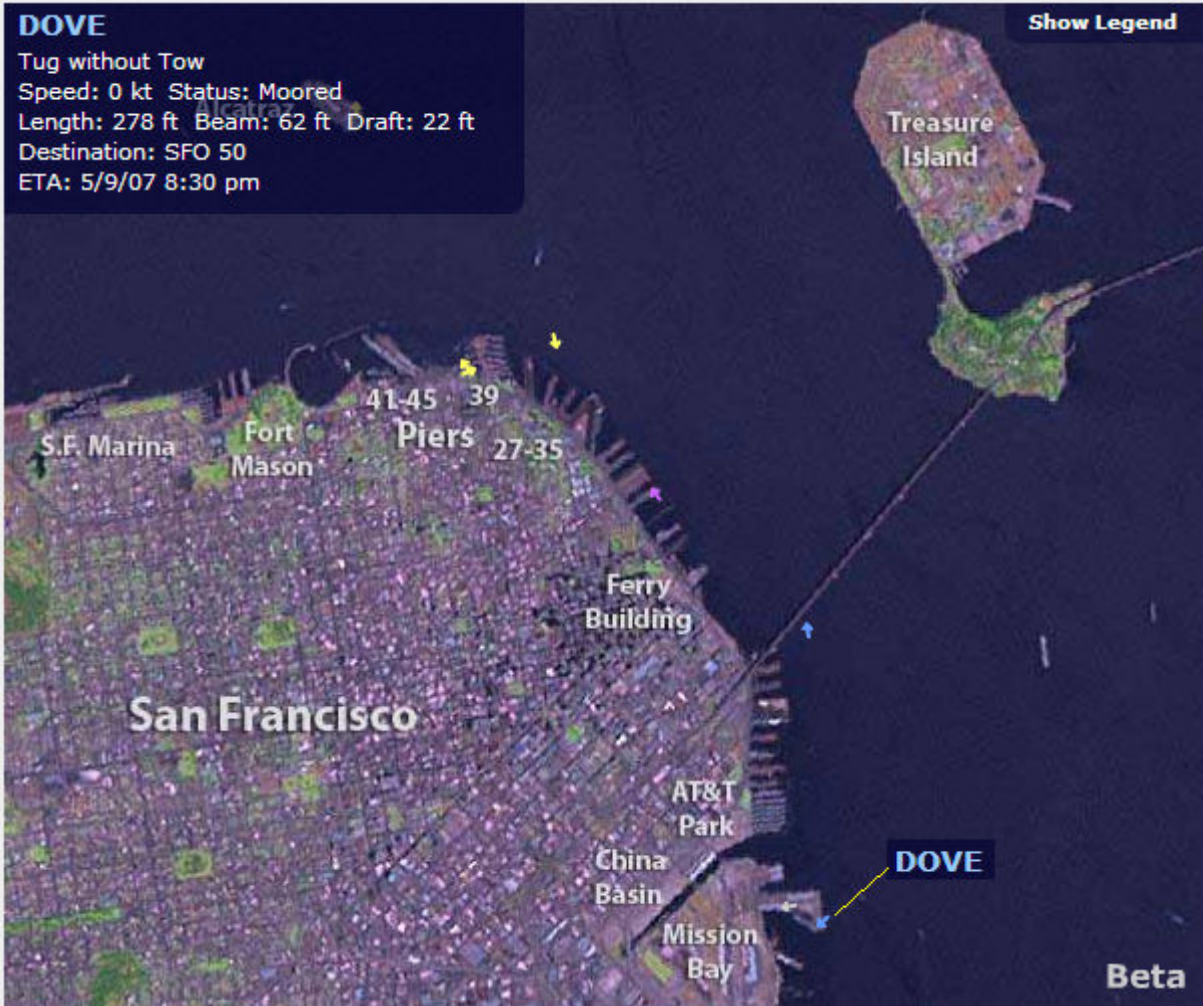 DOVE
Tug without Tow
Speed: 0 kt Status: Moored
Alcatraz
Length: 278 ft Beam: 62 ft Draft: 22 ft
Destination: SFO 50
ETA: 5/9/07 8:30 pm
Show Legend
Treasure
Island
41-45
39
Piers
27-35
S.F. Marina
Fort
Mason
Ferry
Building
San Francisco
AT&T
Park
China
Basin
DOVE
Mission
Bay
Beta